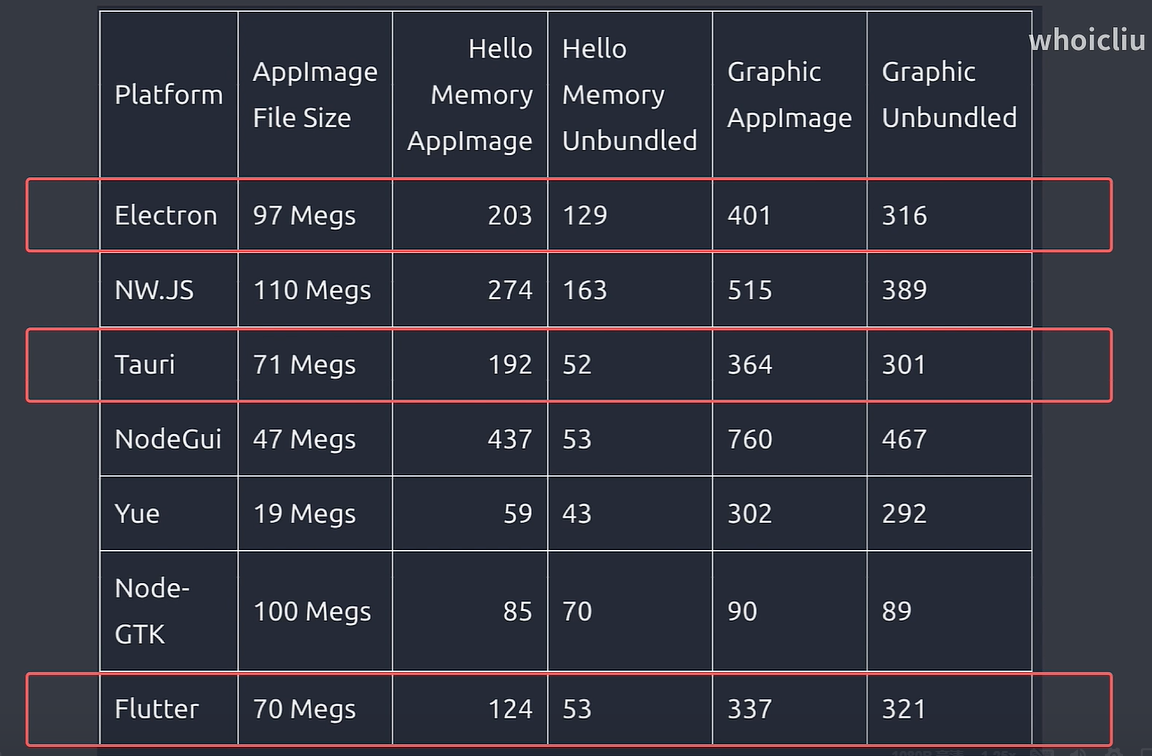 whoicliu
Platform | AppImage File Size | Hello Memory AppImage | Hello Memory Unbundled | Graphic AppImage | Graphic Unbundled
Electron | 97 Megs | 203 | 129 | 401 | 316
NW.JS | 110 Megs | 274 | 163 | 515 | 389
Tauri | 71 Megs | 192 | 52 | 364 | 301
NodeGui | 47 Megs | 437 | 53 | 760 | 467
Yue | 19 Megs | 59 | 43 | 302 | 292
Node-GTK | 100 Megs | 85 | 70 | 90 | 89
Flutter | 70 Megs | 124 | 53 | 337 | 321